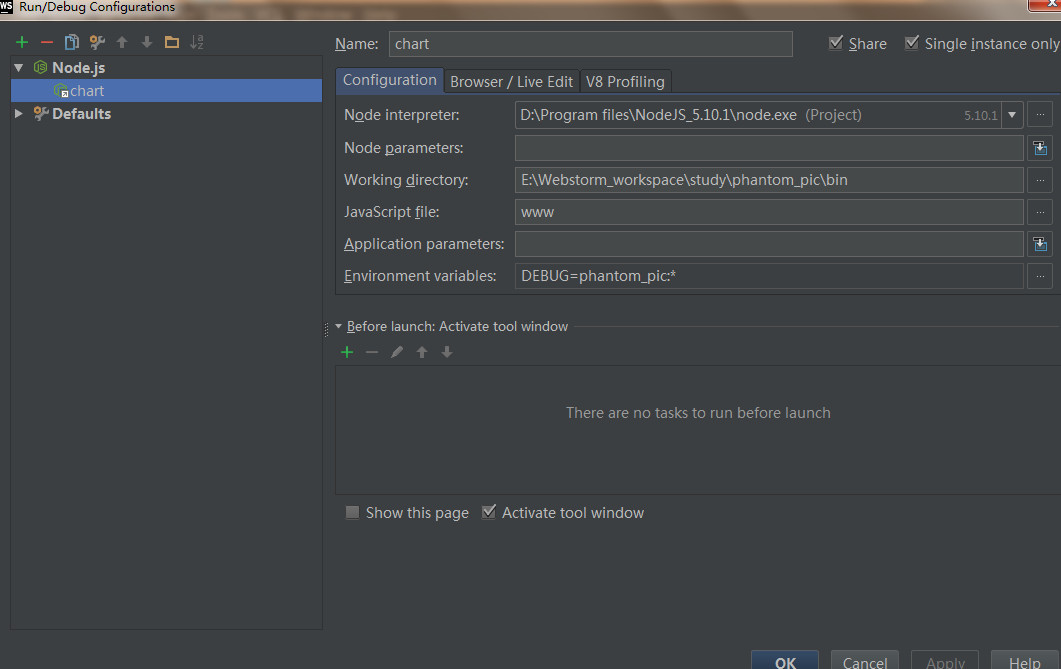 WS Run/Debug Configurations
Name: chart Share Single instance only
Node.js
chart
Defaults
Configuration Browser / Live Edit V8 Profiling
Node interpreter: D:\Program files\NodeJS_5.10.1\node.exe (Project) 5.10.1
Node parameters:
Working directory: E:\Webstorm_workspace\study\phantom_pic\bin
JavaScript file: www
Application parameters:
Environment variables: DEBUG=phantom_pic:*
Before launch: Activate tool window
There are no tasks to run before launch
Show this page Activate tool window
OK Cancel Apply Help